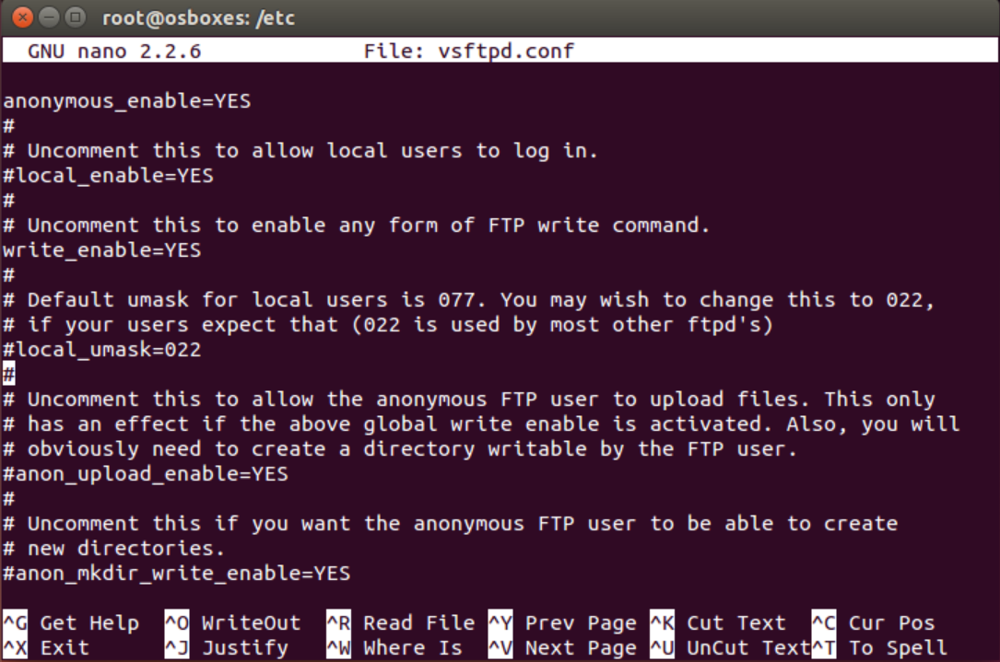 root@osboxes: /etc
GNU nano 2.2.6 File: vsftpd.conf
anonymous_enable=YES
#
# Uncomment this to allow local users to log in.
#local_enable=YES
#
# Uncomment this to enable any form of FTP write command.
write_enable=YES
#
# Default umask for local users is 077. You may wish to change this to 022,
# if your users expect that (022 is used by most other ftpd's)
#local_umask=022
#
# Uncomment this to allow the anonymous FTP user to upload files. This only
# has an effect if the above global write enable is activated. Also, you will
# obviously need to create a directory writable by the FTP user.
#anon_upload_enable=YES
#
# Uncomment this if you want the anonymous FTP user to be able to create
# new directories.
#anon_mkdir_write_enable=YES
^G Get Help ^O WriteOut ^R Read File ^Y Prev Page ^K Cut Text ^C Cur Pos
^X Exit ^J Justify ^W Where Is ^V Next Page ^U UnCut Text^T To Spell